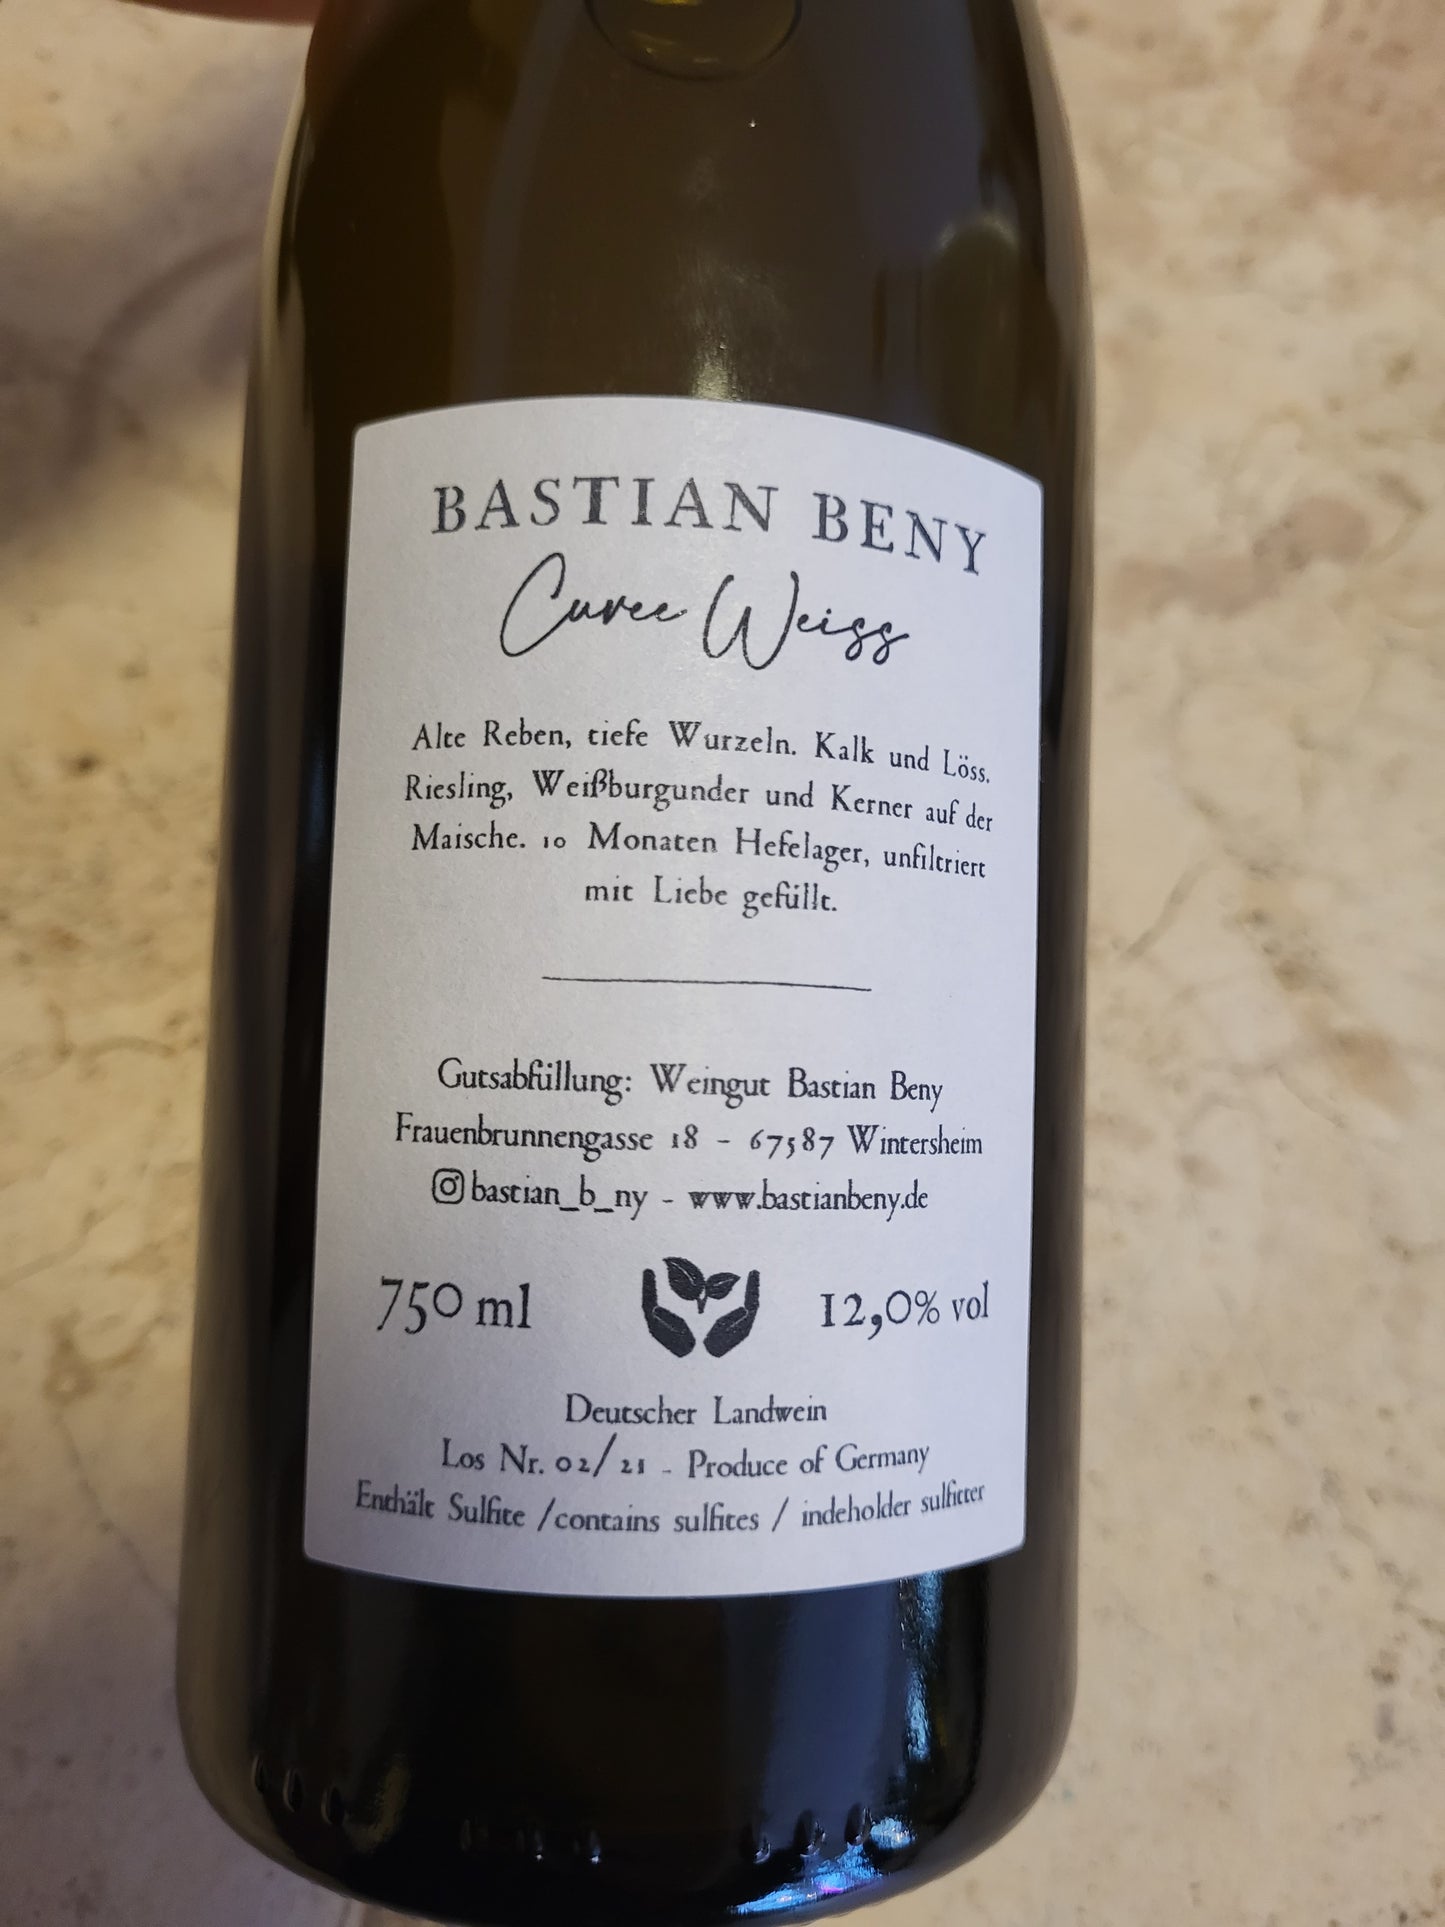 BASTIAN BENY
Cuvee Weiss
Alte Reben, tiefe Wurzeln. Kalk und Löss.
Riesling, Weißburgunder und Kerner auf der
Maische. 10 Monaten Hefelager, unfiltriert
mit Liebe gefüllt.
Gutsabfüllung: Weingut Bastian Beny
Frauenbrunnengasse 18 - 67587 Wintersheim
bastian_b_ny - www.bastianbeny.de
750 ml 12,0% vol
Deutscher Landwein
Los Nr. 02/21 - Produce of Germany
Enthält Sulfite /contains sulfites / indeholder sulfitter